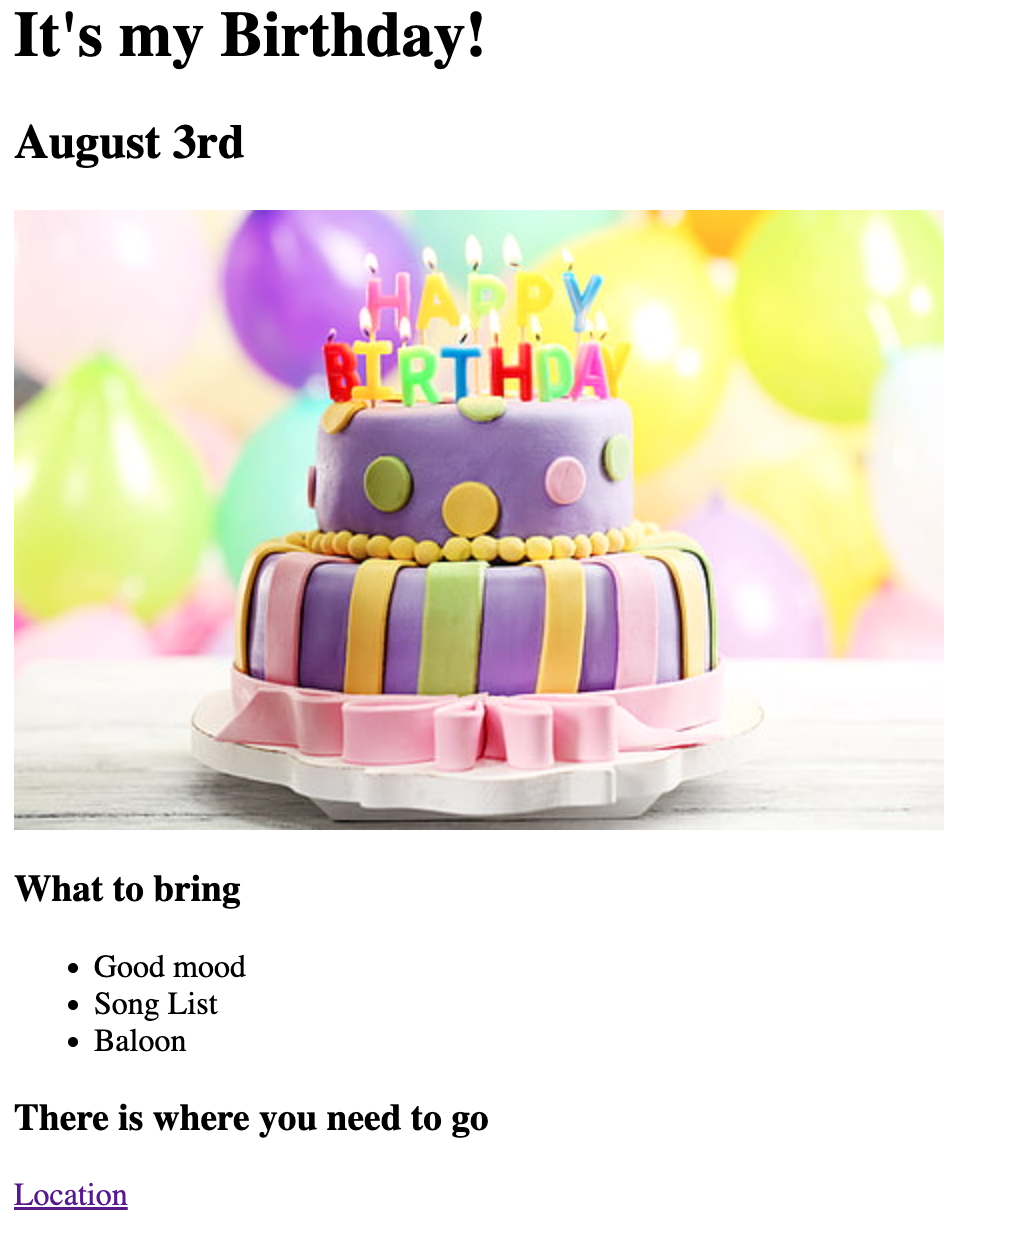 It's my Birthday!
August 3rd
HAPPY
BIRTHDAY
What to bring
Good mood
Song List
Baloon
There is where you need to go
Location